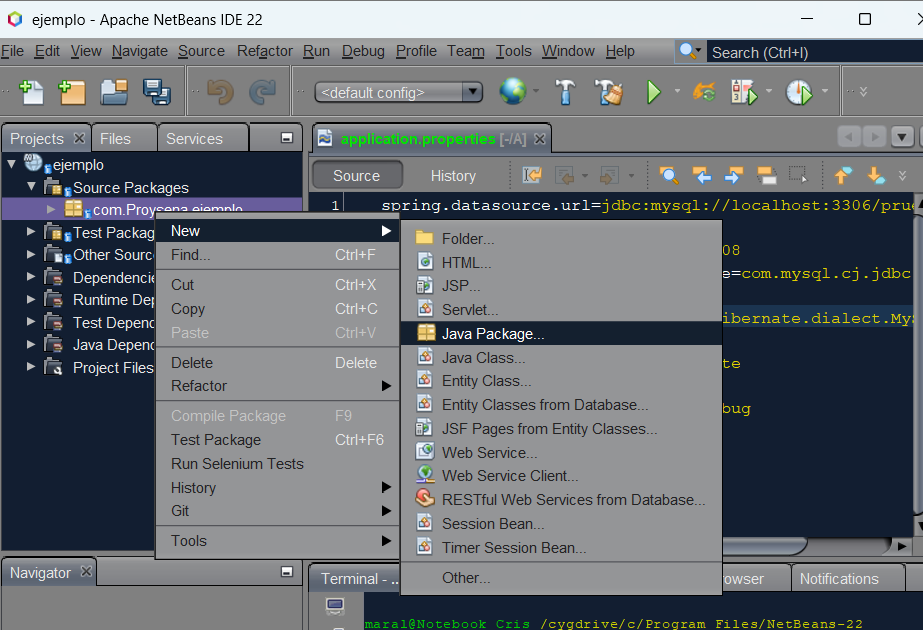 ejemplo - Apache NetBeans IDE 22
File Edit View Navigate Source Refactor Run Debug Profile Team Tools Window Help
Search (Ctrl+I)
<default config>
Projects Files Services
application.properties [-/A]
ejemplo
Source Packages
com.Proysena.ejemplo
Test Packag
Other Sourc
Dependencie
Runtime Dep
Test Depend
Java Depend
Project Files
Source History
1 spring.datasource.url=jdbc:mysql://localhost:3306/prue
08
e=com.mysql.cj.jdbc
ibernate.dialect.Mys
te
bug
New
Find... Ctrl+F
Cut Ctrl+X
Copy Ctrl+C
Paste Ctrl+V
Delete Delete
Refactor
Compile Package F9
Test Package Ctrl+F6
Run Selenium Tests
History
Git
Tools
Folder...
HTML...
JSP...
Servlet...
Java Package...
Java Class...
Entity Class...
Entity Classes from Database...
JSF Pages from Entity Classes...
Web Service...
Web Service Client...
RESTful Web Services from Database...
Session Bean...
Timer Session Bean...
Other...
Navigator
Terminal - .. rowser Notifications
maral@Notebook_Cris /cygdrive/c/Program Files/NetBeans-22